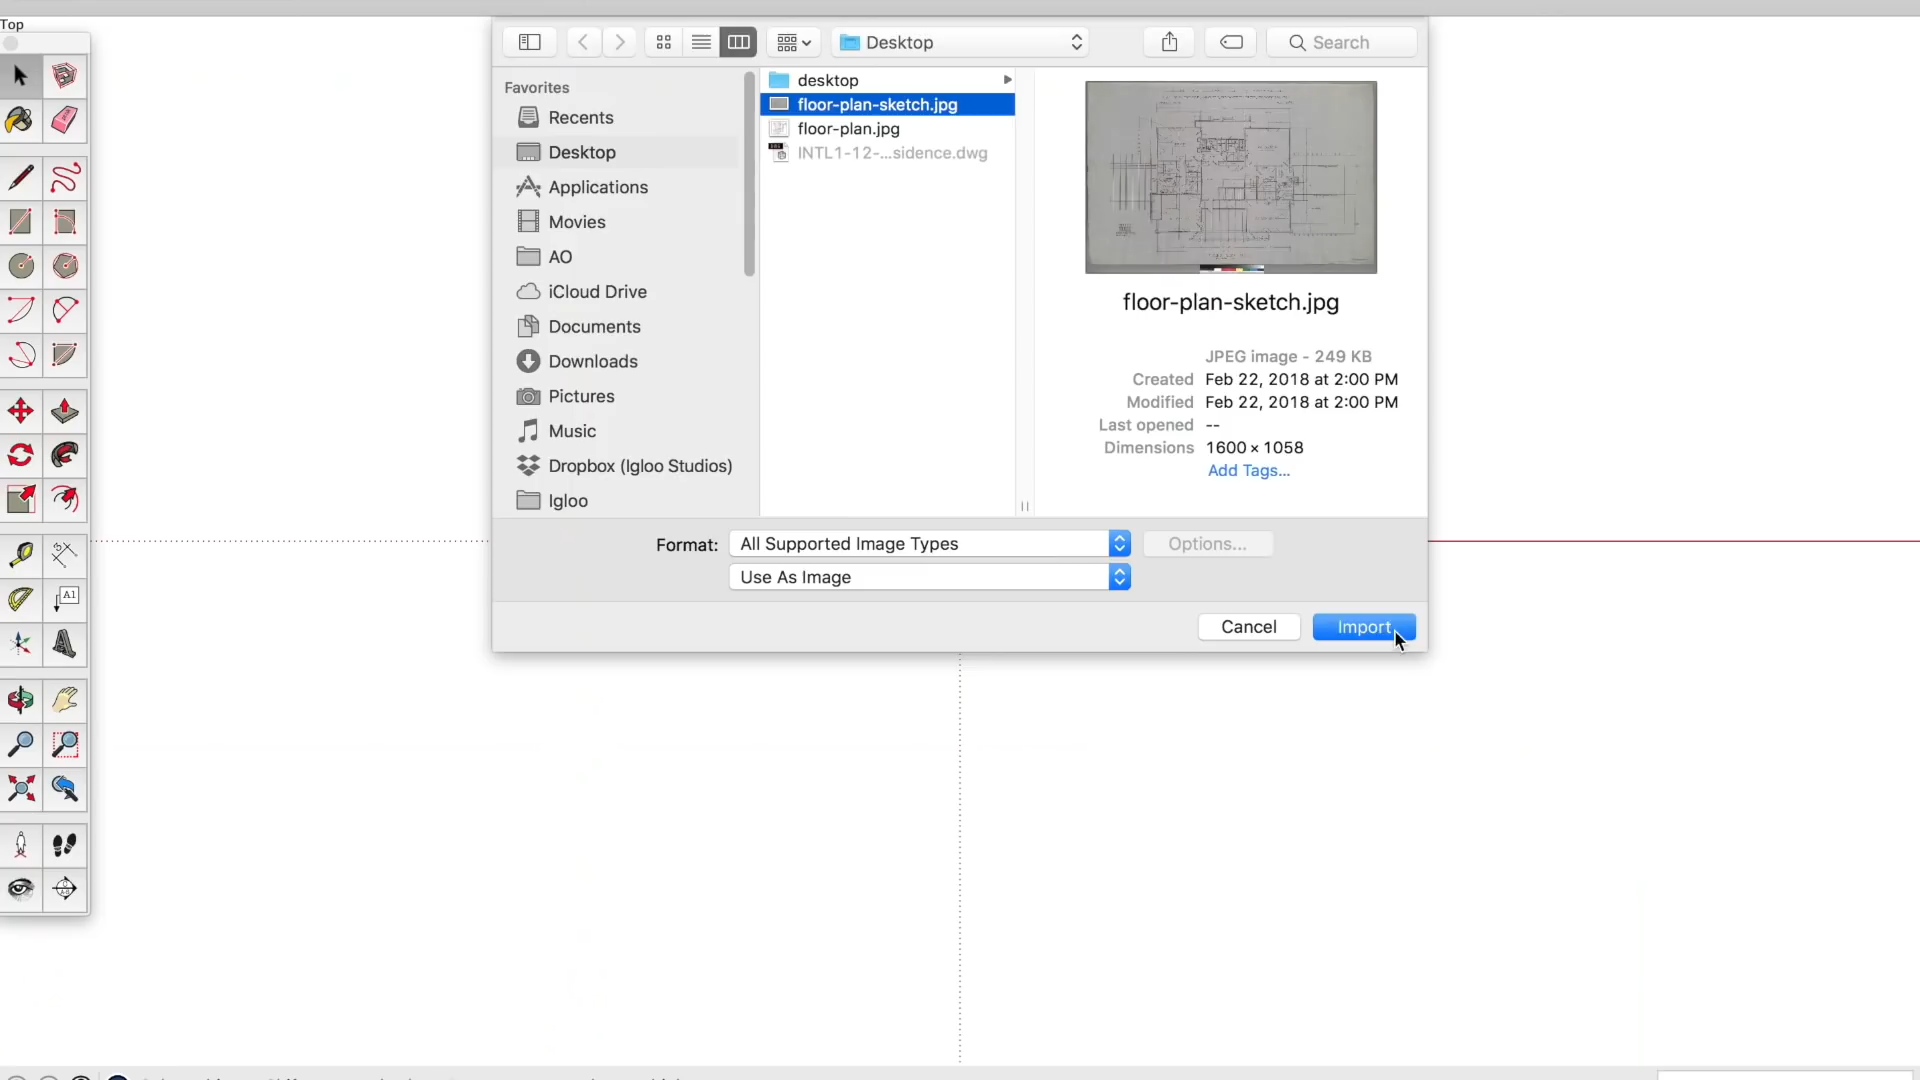 Top
Desktop
Search
Favorites
Recents
Desktop
Applications
Movies
AO
iCloud Drive
Documents
Downloads
Pictures
Music
Dropbox (Igloo Studios)
Igloo
desktop
floor-plan-sketch.jpg
floor-plan.jpg
INTL1-12-...sidence.dwg
floor-plan-sketch.jpg
JPEG image - 249 KB
Created Feb 22, 2018 at 2:00 PM
Modified Feb 22, 2018 at 2:00 PM
Last opened --
Dimensions 1600 × 1058
Add Tags...
Format: All Supported Image Types
Options...
Use As Image
Cancel
Import
A1